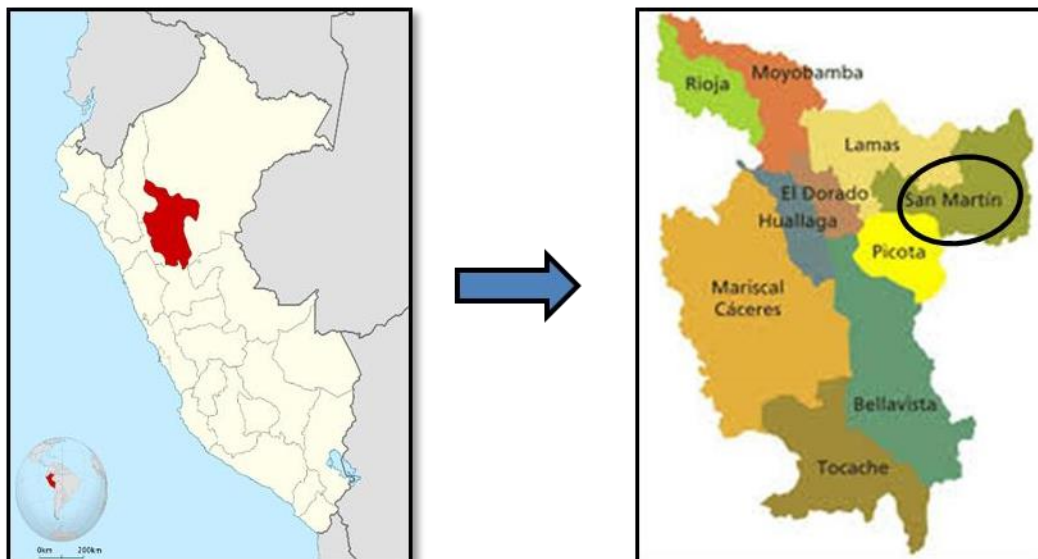 0km 200km
Moyobamba
Rioja
Lamas
El Dorado
San Martín
Huallaga
Picota
Mariscal
Cáceres
Bellavista
Tocache